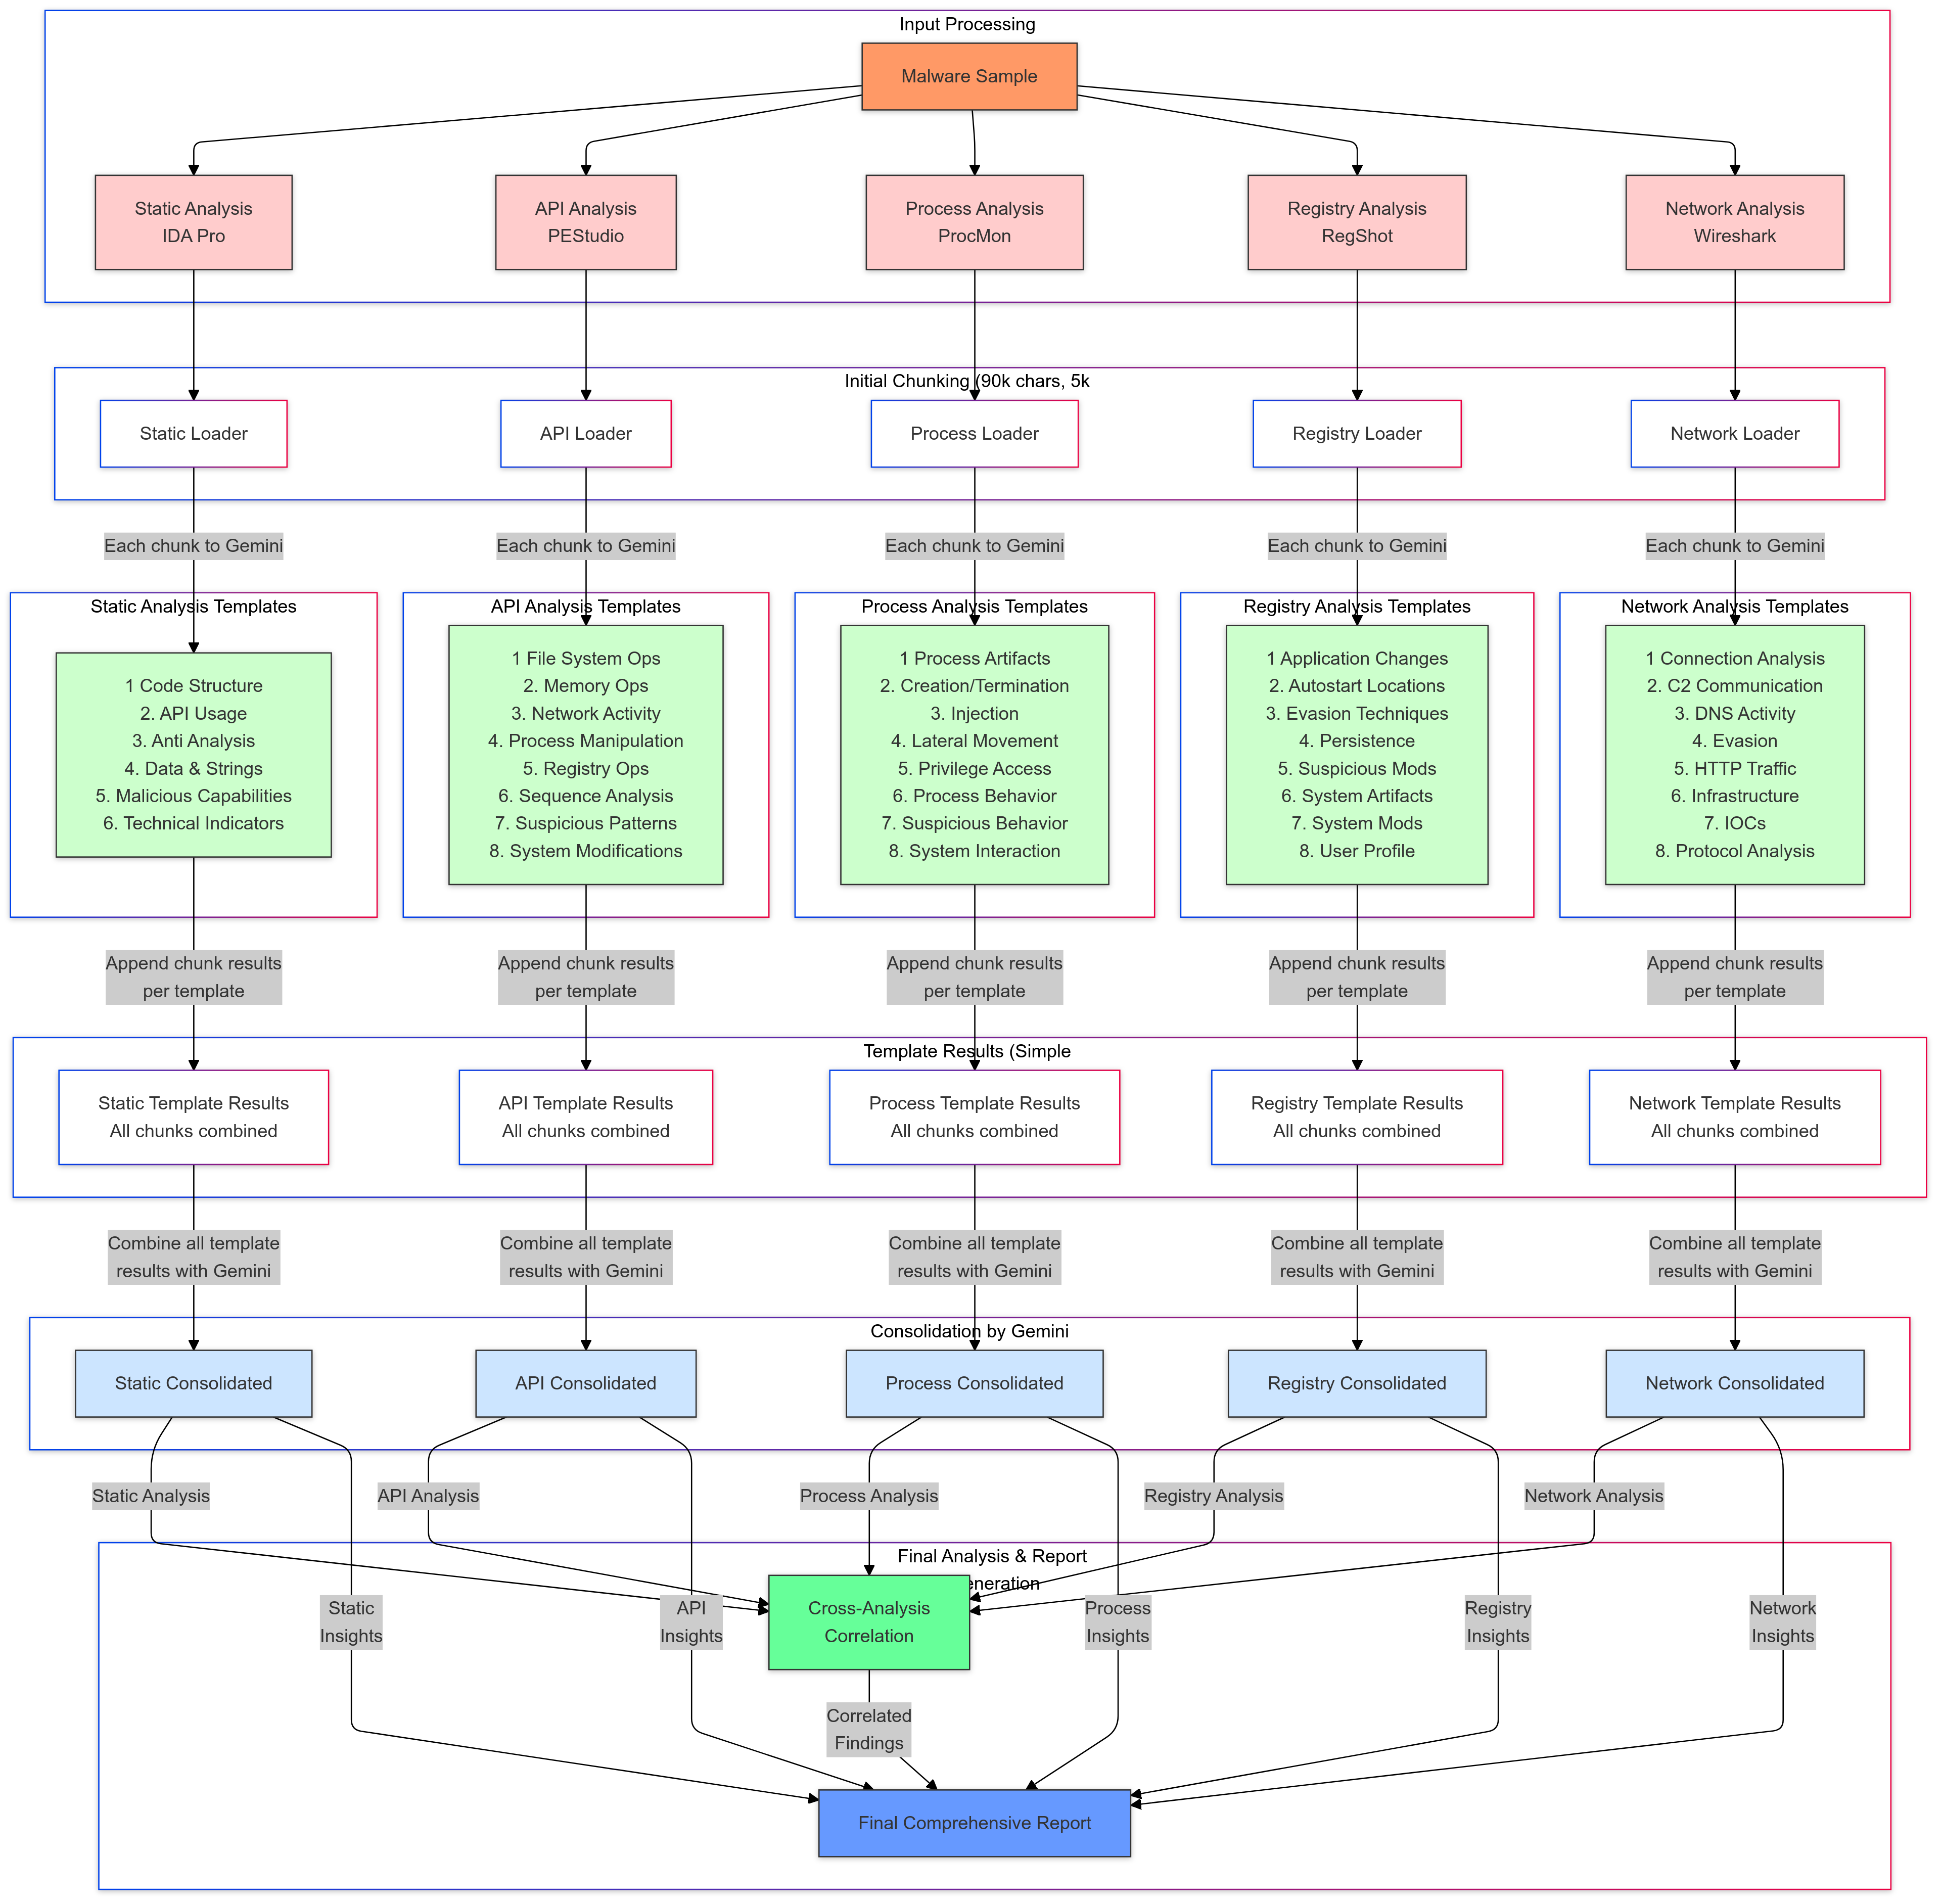 Input Processing
Malware Sample
Static Analysis
IDA Pro
API Analysis
PEStudio
Process Analysis
ProcMon
Registry Analysis
RegShot
Network Analysis
Wireshark
Initial Chunking (90k chars, 5k
Static Loader
API Loader
Process Loader
Registry Loader
Network Loader
Each chunk to Gemini
Each chunk to Gemini
Each chunk to Gemini
Each chunk to Gemini
Each chunk to Gemini
Static Analysis Templates
1 Code Structure
2. API Usage
3. Anti Analysis
4. Data & Strings
5. Malicious Capabilities
6. Technical Indicators
API Analysis Templates
1 File System Ops
2. Memory Ops
3. Network Activity
4. Process Manipulation
5. Registry Ops
6. Sequence Analysis
7. Suspicious Patterns
8. System Modifications
Process Analysis Templates
1 Process Artifacts
2. Creation/Termination
3. Injection
4. Lateral Movement
5. Privilege Access
6. Process Behavior
7. Suspicious Behavior
8. System Interaction
Registry Analysis Templates
1 Application Changes
2. Autostart Locations
3. Evasion Techniques
4. Persistence
5. Suspicious Mods
6. System Artifacts
7. System Mods
8. User Profile
Network Analysis Templates
1 Connection Analysis
2. C2 Communication
3. DNS Activity
4. Evasion
5. HTTP Traffic
6. Infrastructure
7. IOCs
8. Protocol Analysis
Append chunk results
per template
Append chunk results
per template
Append chunk results
per template
Append chunk results
per template
Append chunk results
per template
Template Results (Simple
Static Template Results
All chunks combined
API Template Results
All chunks combined
Process Template Results
All chunks combined
Registry Template Results
All chunks combined
Network Template Results
All chunks combined
Combine all template
results with Gemini
Combine all template
results with Gemini
Combine all template
results with Gemini
Combine all template
results with Gemini
Combine all template
results with Gemini
Consolidation by Gemini
Static Consolidated
API Consolidated
Process Consolidated
Registry Consolidated
Network Consolidated
Static Analysis
API Analysis
Process Analysis
Registry Analysis
Network Analysis
Final Analysis & Report
eneration
Cross-Analysis
Correlation
Static
Insights
API
Insights
Process
Insights
Registry
Insights
Network
Insights
Correlated
Findings
Final Comprehensive Report